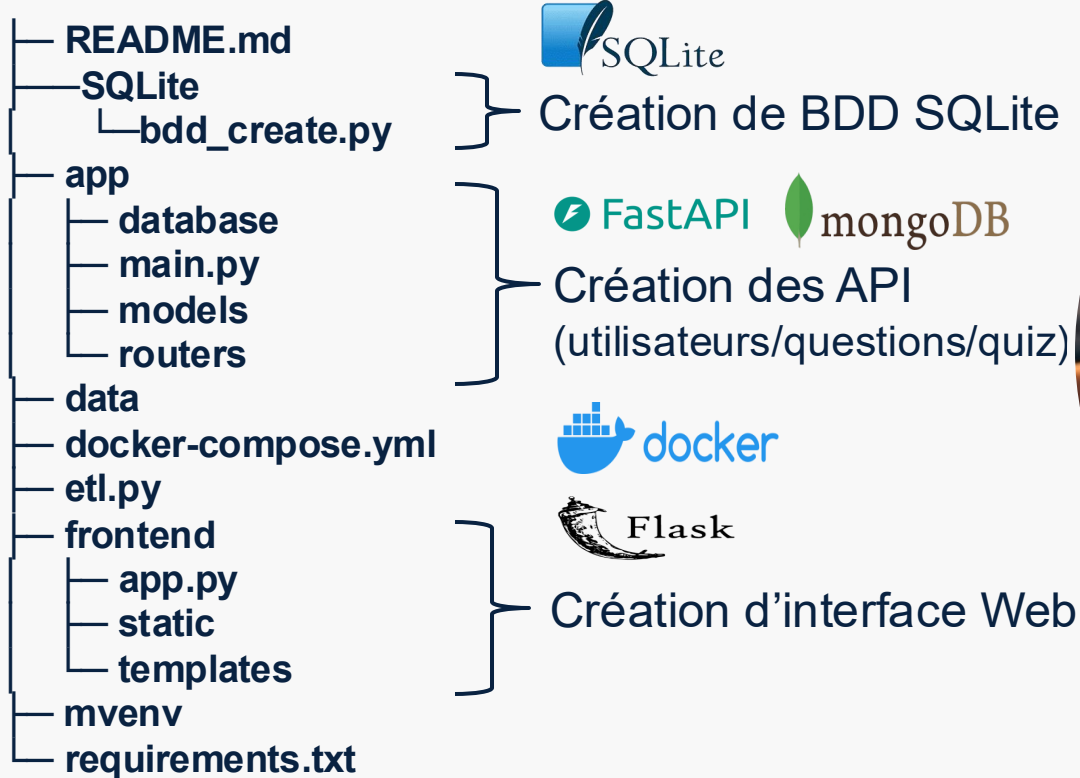 ├── README.md
SQLite
├───SQLite
Création de BDD SQLite
│ └─bdd_create.py
├── app
│ ├── database
FastAPI mongoDB
│ ├── main.py
Création des API
│ ├── models
(utilisateurs/questions/quiz)
│ └── routers
├── data
├── docker-compose.yml
docker
├── etl.py
├── frontend
Flask
│ ├── app.py
│ ├── static
Création d’interface Web
│ └── templates
├── mvenv
└── requirements.txt